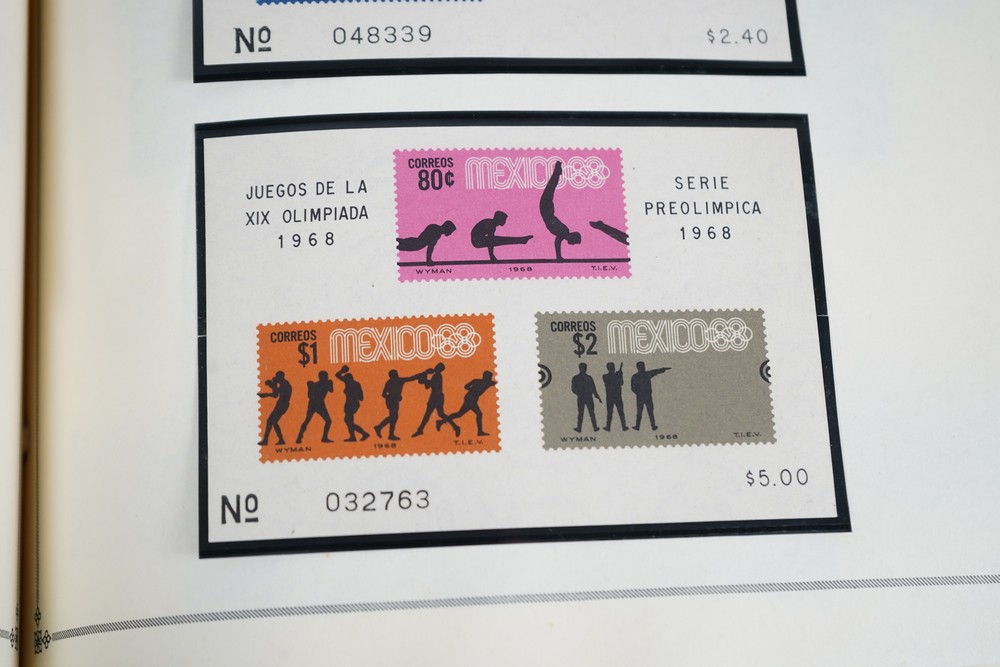 Nº 048339 $2.40
JUEGOS DE LA
XIX OLIMPIADA
1968
CORREOS
80¢
MEXICO68
WYMAN 1968 T.I.E.V.
SERIE
PREOLIMPICA
1968
CORREOS
$1
MEXICO68
WYMAN 1968 T.I.E.V.
CORREOS
$2
MEXICO68
WYMAN 1968 T.I.E.V.
Nº 032763 $5.00